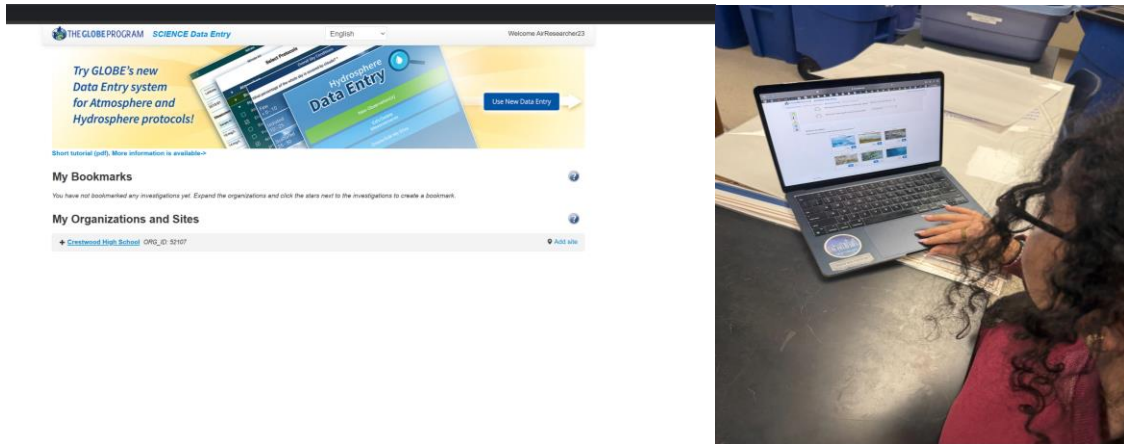 THE GLOBE PROGRAM SCIENCE Data Entry
English
Welcome AirResearcher23
Try GLOBE's new
Data Entry system
for Atmosphere and
Hydrosphere protocols!
Select Protocols
Hydrosphere
Data Entry
Use New Data Entry
Short tutorial (pdf). More information is available->
My Bookmarks
You have not bookmarked any investigations yet. Expand the organizations and click the stars next to the investigations to create a bookmark.
My Organizations and Sites
Crestwood High School ORG_ID: 52107
Add site